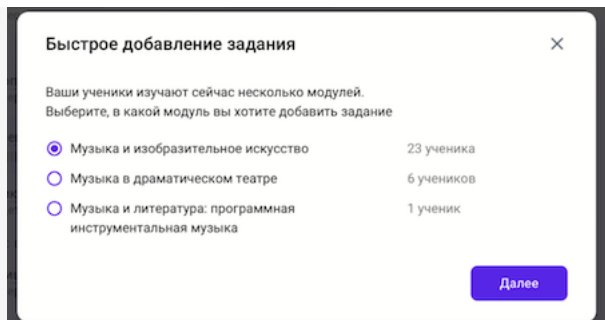 Быстрое добавление задания
Ваши ученики изучают сейчас несколько модулей.
Выберите, в какой модуль вы хотите добавить задание
Музыка и изобразительное искусство 23 ученика
Музыка в драматическом театре 6 учеников
Музыка и литература: программная 1 ученик
инструментальная музыка
Далее